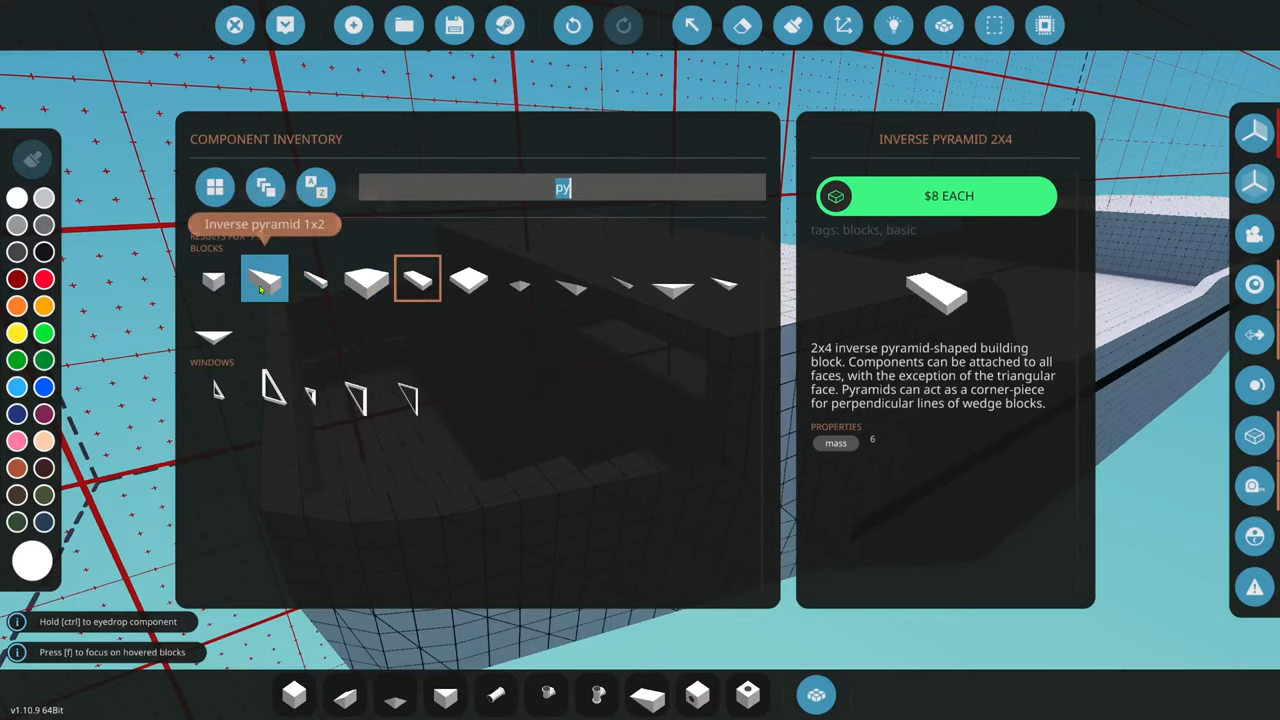 COMPONENT INVENTORY
py
Inverse pyramid 1x2
BLOCKS
WINDOWS
INVERSE PYRAMID 2X4
$8 EACH
tags: blocks, basic
2x4 inverse pyramid-shaped building
block. Components can be attached to all
faces, with the exception of the triangular
face. Pyramids can act as a corner-piece
for perpendicular lines of wedge blocks.
PROPERTIES
mass 6
Hold [ctrl] to eyedrop component
Press [f] to focus on hovered blocks
v1.10.9 64Bit